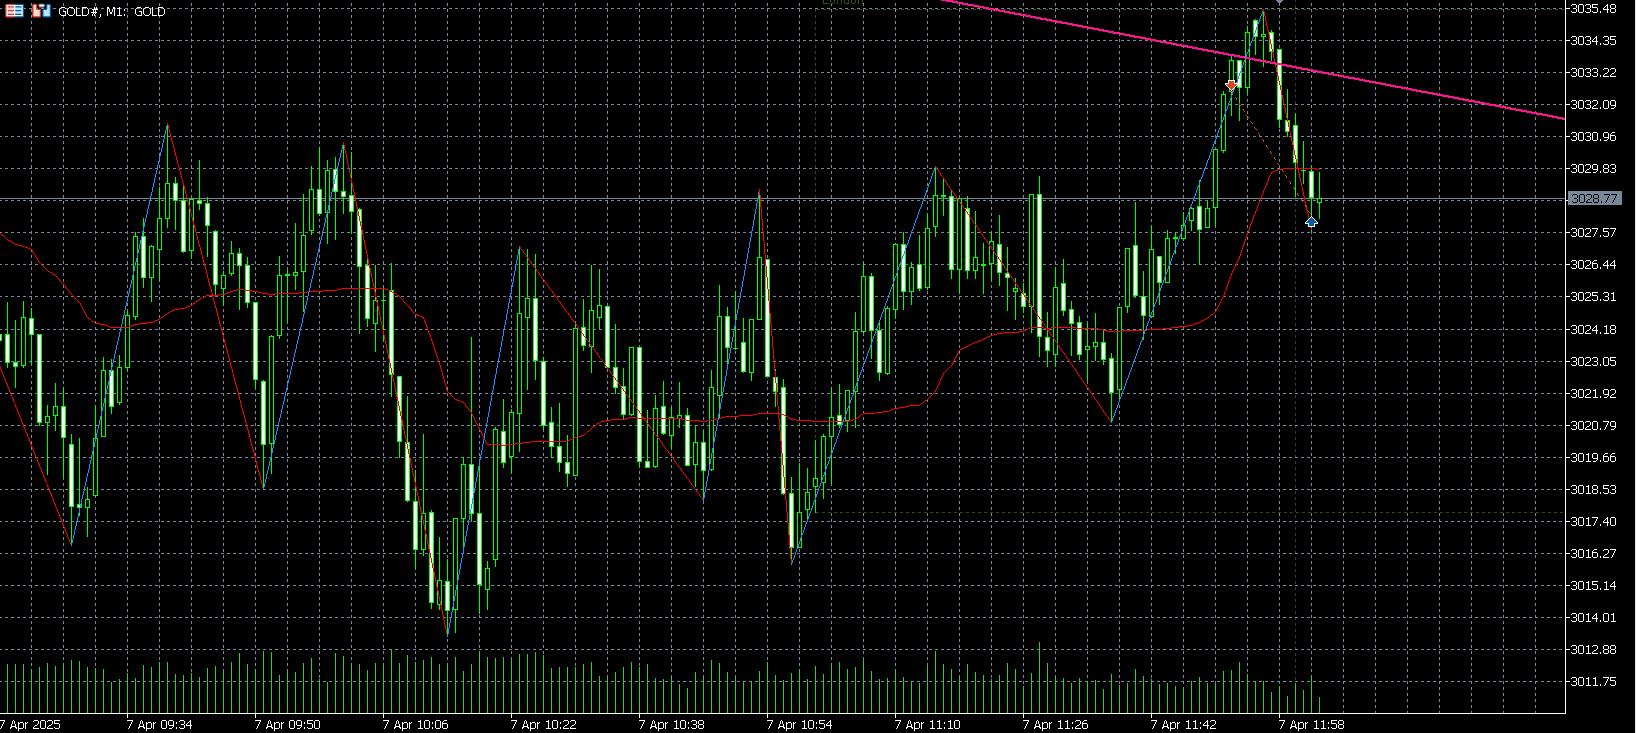 London
GOLD#, M1: GOLD
3035.48
3034.35
3033.22
3032.09
3030.96
3029.83
3028.77
3027.57
3026.44
3025.31
3024.18
3023.05
3021.92
3020.79
3019.66
3018.53
3017.40
3016.27
3015.14
3014.01
3012.88
3011.75
7 Apr 2025
7 Apr 09:34
7 Apr 09:50
7 Apr 10:06
7 Apr 10:22
7 Apr 10:38
7 Apr 10:54
7 Apr 11:10
7 Apr 11:26
7 Apr 11:42
7 Apr 11:58